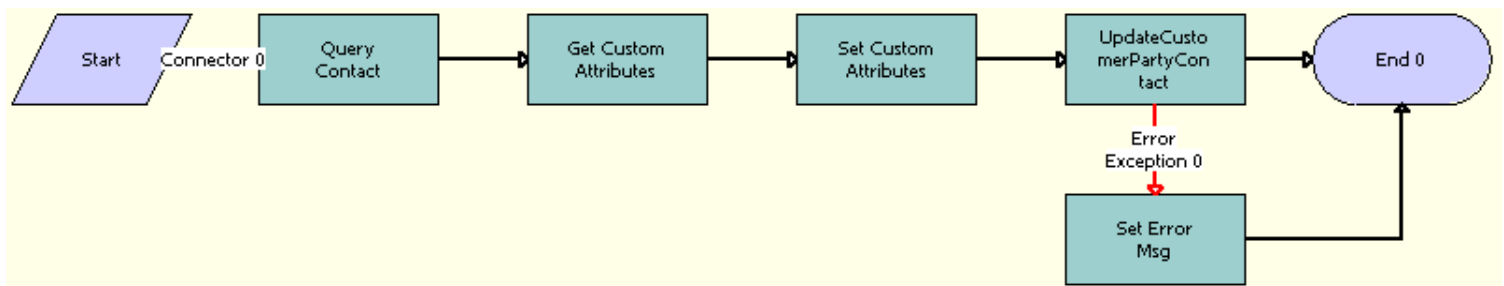 Start
Connector 0
Query
Contact
Get Custom
Attributes
Set Custom
Attributes
UpdateCusto
merPartyCon
tact
End 0
Error
Exception 0
Set Error
Msg